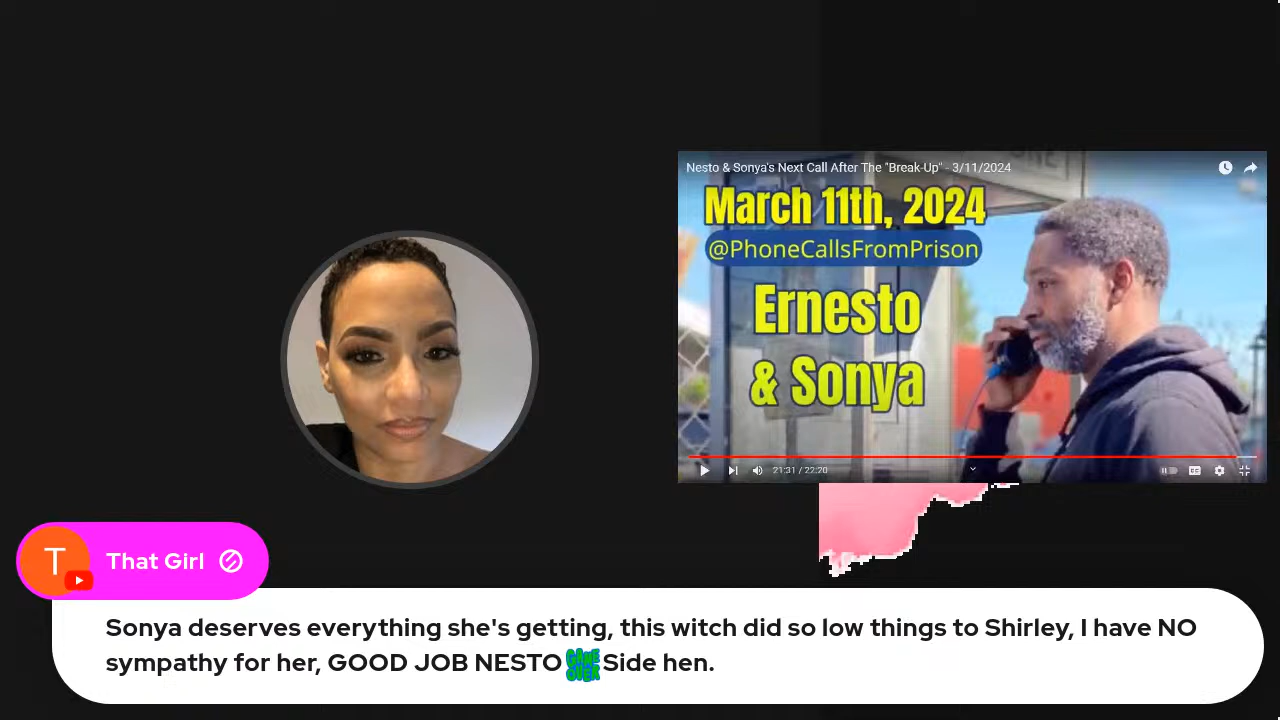 Nesto & Sonya's Next Call After The "Break-Up" - 3/11/2024
March 11th, 2024
@PhoneCallsFromPrison
Ernesto
& Sonya
21:31 / 22:20
T
That Girl
Sonya deserves everything she's getting, this witch did so low things to Shirley, I have NO
sympathy for her, GOOD JOB NESTO GAME OVER Side hen.